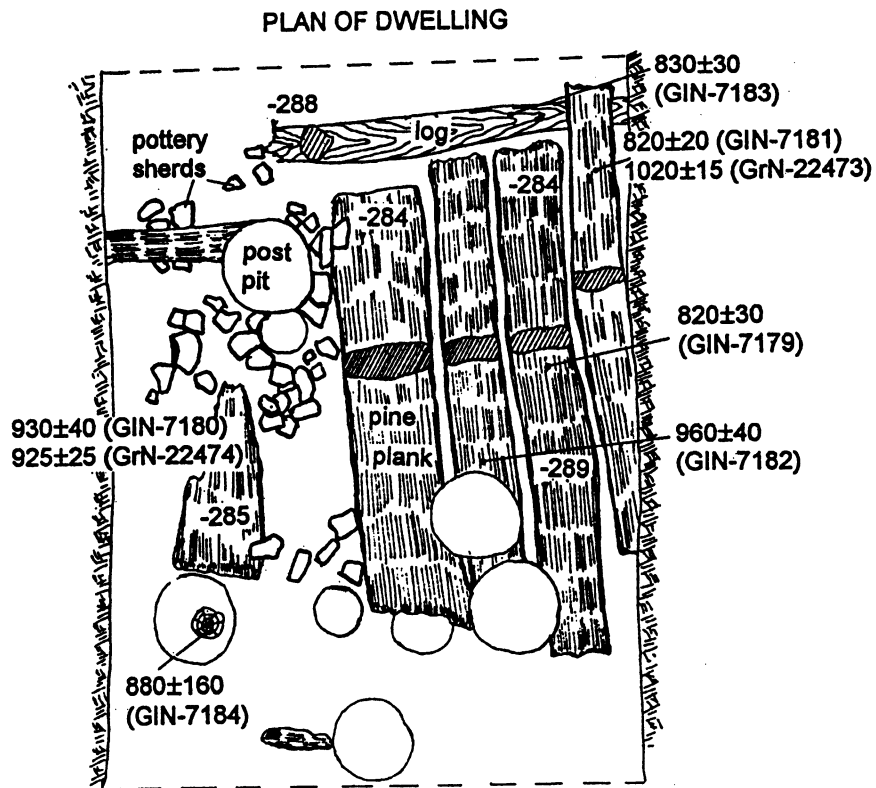 PLAN OF DWELLING
830±30
(GIN-7183)
-288
log
pottery
sherds
820±20 (GIN-7181)
1020±15 (GrN-22473)
-284
-284
post
pit
820±30
(GIN-7179)
pine
plank
930±40 (GIN-7180)
925±25 (GrN-22474)
960±40
(GIN-7182)
-289
-285
880±160
(GIN-7184)